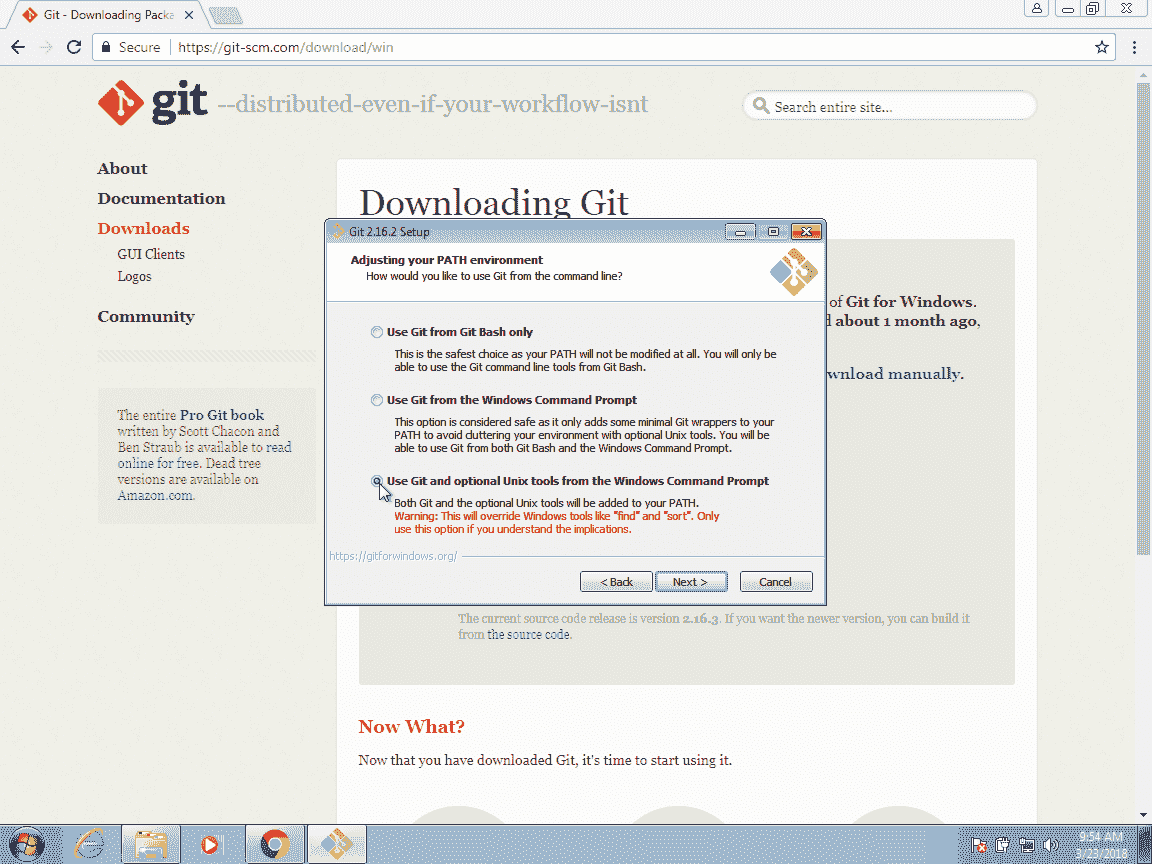 Git - Downloading Packa
Secure
https://git-scm.com/download/win
git --distributed-even-if-your-workflow-isnt
Search entire site...
About
Documentation
Downloads
GUI Clients
Logos
Community
The entire Pro Git book
written by Scott Chacon and
Ben Straub is available to read
online for free. Dead tree
versions are available on
Amazon.com.
Downloading Git
of Git for Windows.
about 1 month ago,
wnload manually.
Git 2.16.2 Setup
Adjusting your PATH environment
How would you like to use Git from the command line?
Use Git from Git Bash only
This is the safest choice as your PATH will not be modified at all. You will only be
able to use the Git command line tools from Git Bash.
Use Git from the Windows Command Prompt
This option is considered safe as it only adds some minimal Git wrappers to your
PATH to avoid cluttering your environment with optional Unix tools. You will be
able to use Git from both Git Bash and the Windows Command Prompt.
Use Git and optional Unix tools from the Windows Command Prompt
Both Git and the optional Unix tools will be added to your PATH.
Warning: This will override Windows tools like "find" and "sort". Only
use this option if you understand the implications.
https://gitforwindows.org/
< Back
Next >
Cancel
The current source code release is version 2.16.3. If you want the newer version, you can build it
from the source code.
Now What?
Now that you have downloaded Git, it's time to start using it.
9:54 AM
3/23/2018